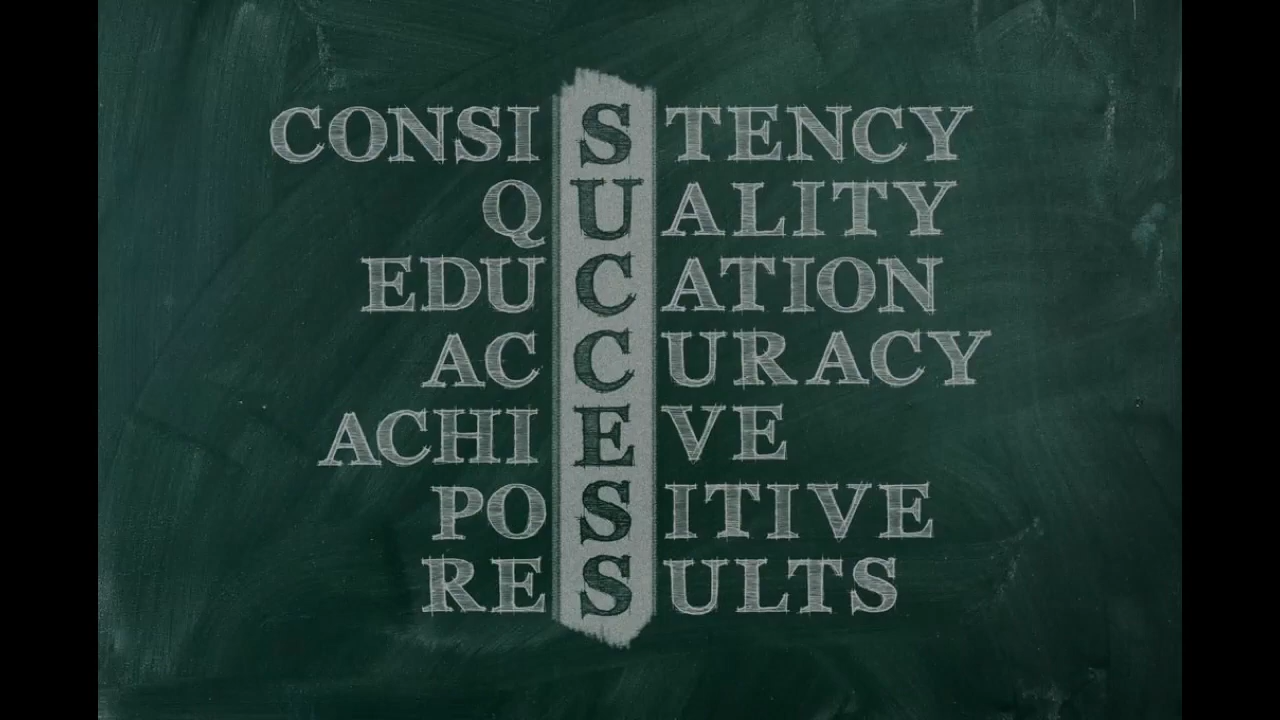 CONSISTENCY
QUALITY
EDUCATION
ACCURACY
ACHIEVE
POSITIVE
RESULTS